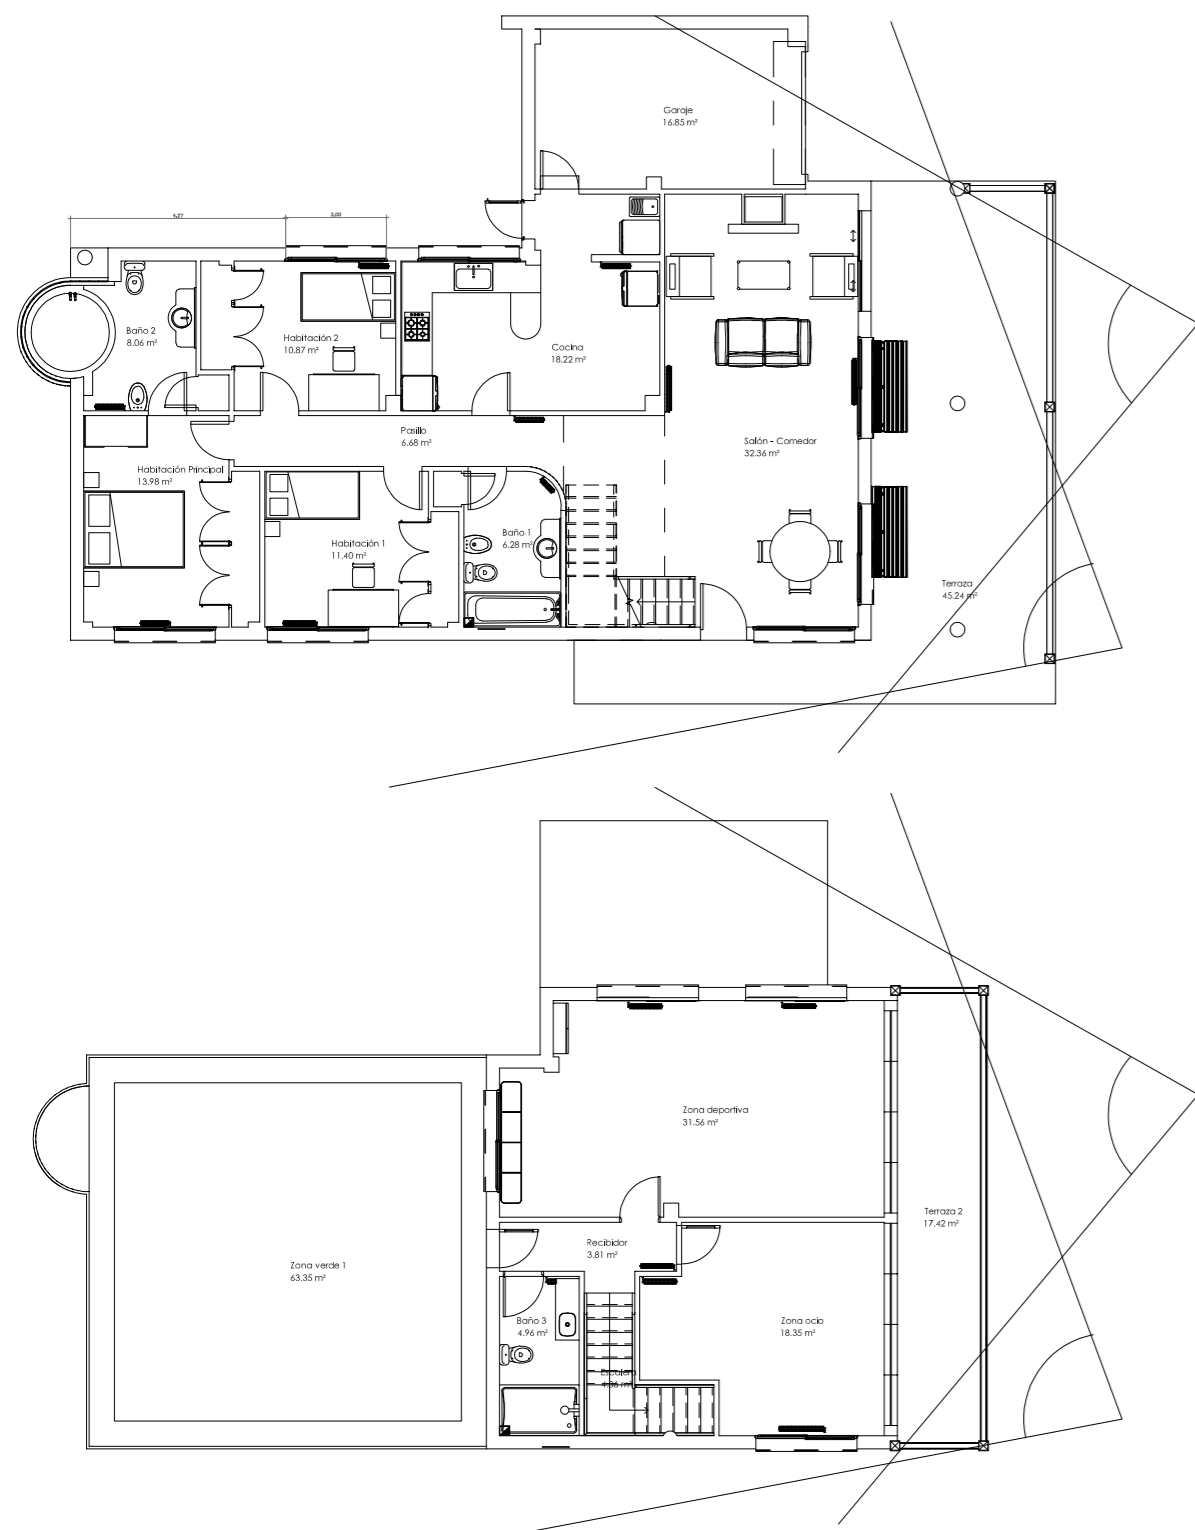 Garaje
16.85 m²
4,27
2,00
Baño 2
8.06 m²
Habitación 2
10.87 m²
Cocina
18.22 m²
Pasillo
6.68 m²
Salón - Comedor
32.36 m²
Habitación Principal
13.98 m²
Habitación 1
11.40 m²
Baño 1
6.28 m²
Terraza
45.24 m²
Zona deportiva
31.56 m²
Terraza 2
17.42 m²
Recibidor
3.81 m²
Zona verde 1
63.35 m²
Baño 3
4.96 m²
Zona ocio
18.35 m²
Escalera